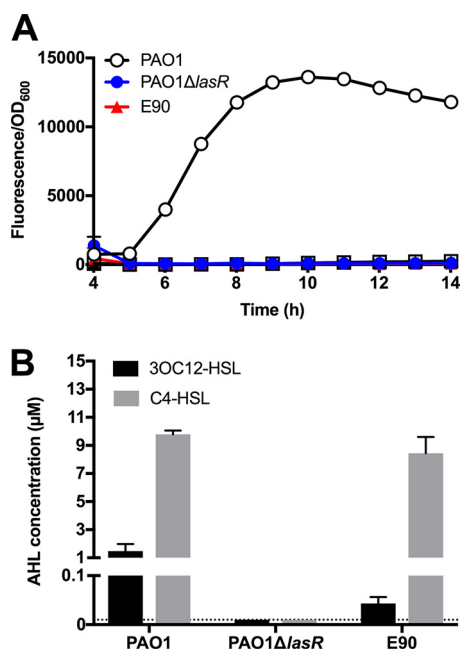 A
15000
10000
5000
0
Fluorescence/OD600
PAO1
PAO1ΔlasR
E90
4 6 8 10 12 14
Time (h)
B
15
13
11
9
7
5
3
1
0.1
0
AHL concentration (μM)
3OC12-HSL
C4-HSL
PAO1 PAO1ΔlasR E90